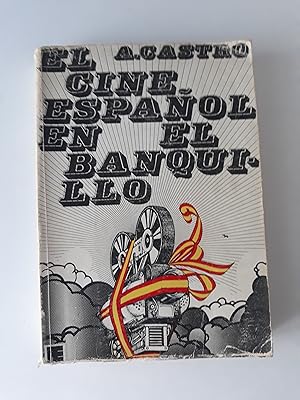 EL A. CASTRO
CINE
ESPAÑOL
EN EL
BANQUI-
LLO